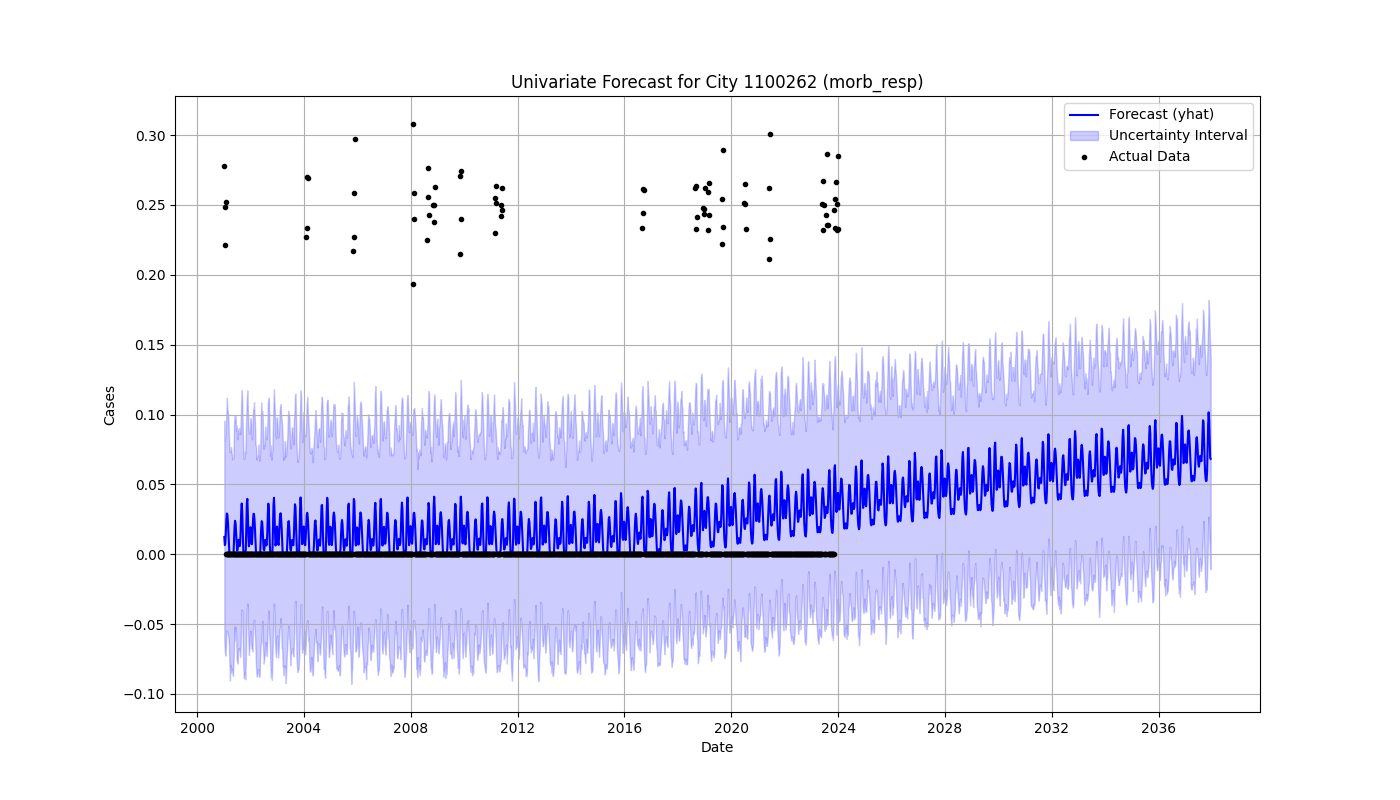 Univariate Forecast for City 1100262 (morb_resp)
Forecast (yhat)
Uncertainty Interval
Actual Data
Cases
0.30
0.25
0.20
0.15
0.10
0.05
0.00
−0.05
−0.10
2000 2004 2008 2012 2016 2020 2024 2028 2032 2036
Date